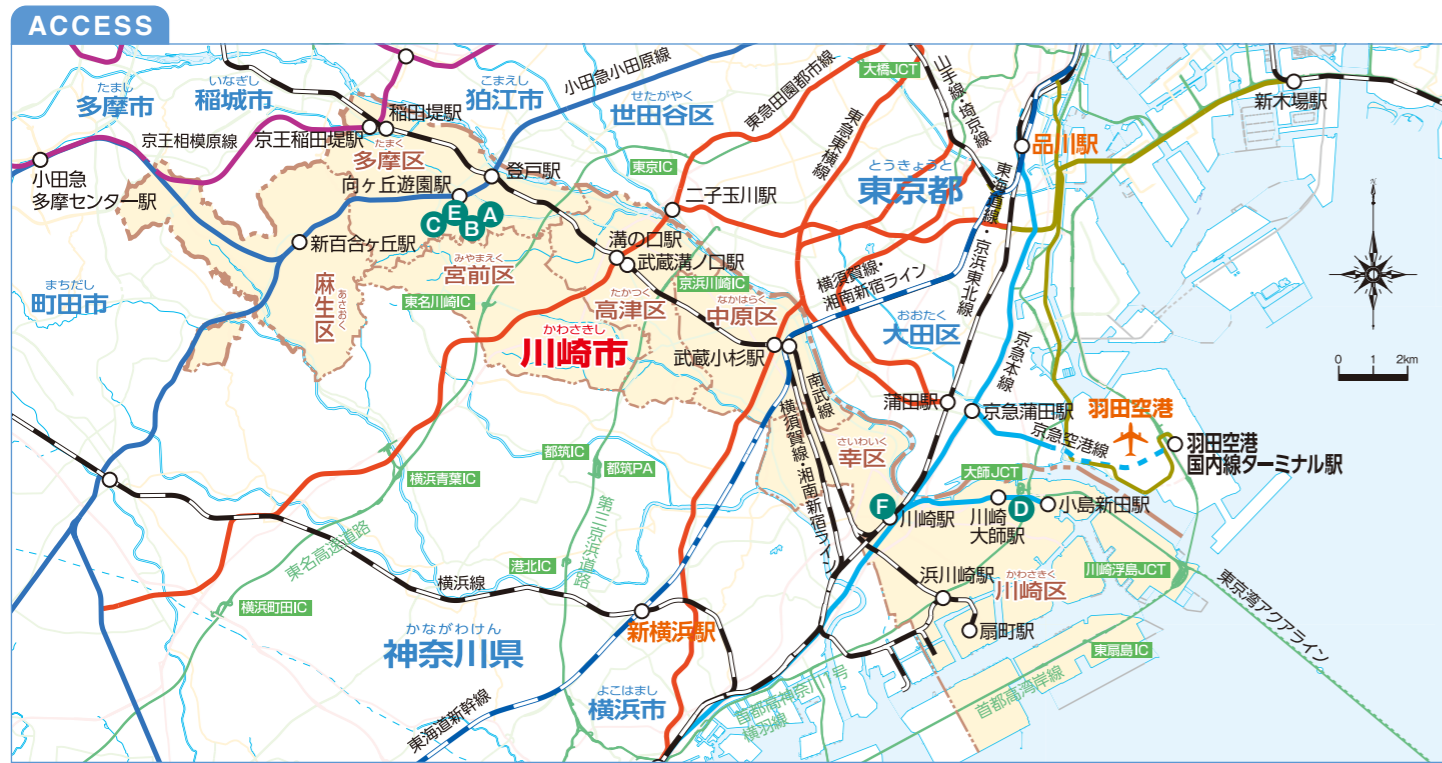 ACCESS
たまし
多摩市
いなぎし
稲城市
こまえし
狛江市
小田急小田原線
せたがやく
世田谷区
東急田園都市線
大橋JCT
山手線・埼京線
新木場駅
京王相模原線
京王稲田堤駅
稲田堤駅
たまく
多摩区
登戸駅
東京IC
東急東横線
とうきょうと
東京都
品川駅
小田急
多摩センター駅
向ヶ丘遊園駅
C
E
B
A
二子玉川駅
新百合ヶ丘駅
溝の口駅
武蔵溝ノ口駅
東海道線・京浜東北線
まちだし
町田市
麻生区
あさおく
みやまえく
宮前区
東名川崎IC
たかつく
高津区
京浜川崎IC
なかはらく
中原区
横須賀線・
湘南新宿ライン
おおたく
大田区
かわさきし
川崎市
武蔵小杉駅
京急本線
0 1 2km
南武線
横須賀線・湘南新宿ライン
蒲田駅
京急蒲田駅
羽田空港
京急空港線
羽田空港
国内線ターミナル駅
さいわいく
幸区
都筑IC
都筑PA
横浜青葉IC
大師JCT
F
川崎駅
川崎
大師駅
D
小島新田駅
第三京浜道路
東名高速道路
港北IC
横浜線
浜川崎駅
かわさきく
川崎区
川崎浮島JCT
横浜町田IC
東京湾アクアライン
かながわけん
神奈川県
新横浜駅
扇町駅
東扇島IC
よこはまし
横浜市
東海道新幹線
首都高神奈川1号
横羽線
首都高湾岸線